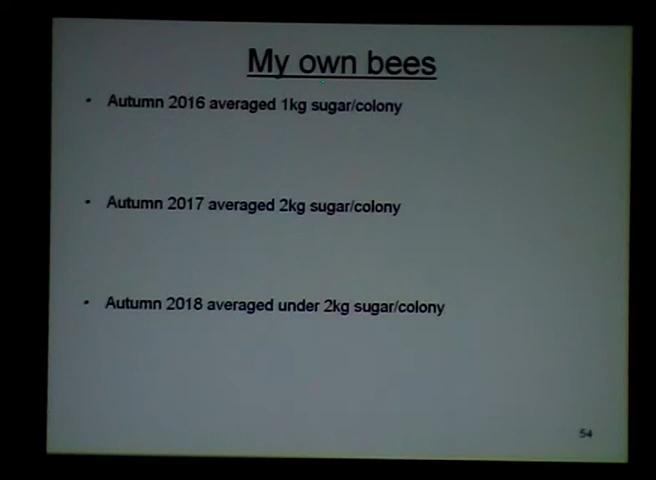 My own bees
• Autumn 2016 averaged 1kg sugar/colony
• Autumn 2017 averaged 2kg sugar/colony
• Autumn 2018 averaged under 2kg sugar/colony
54